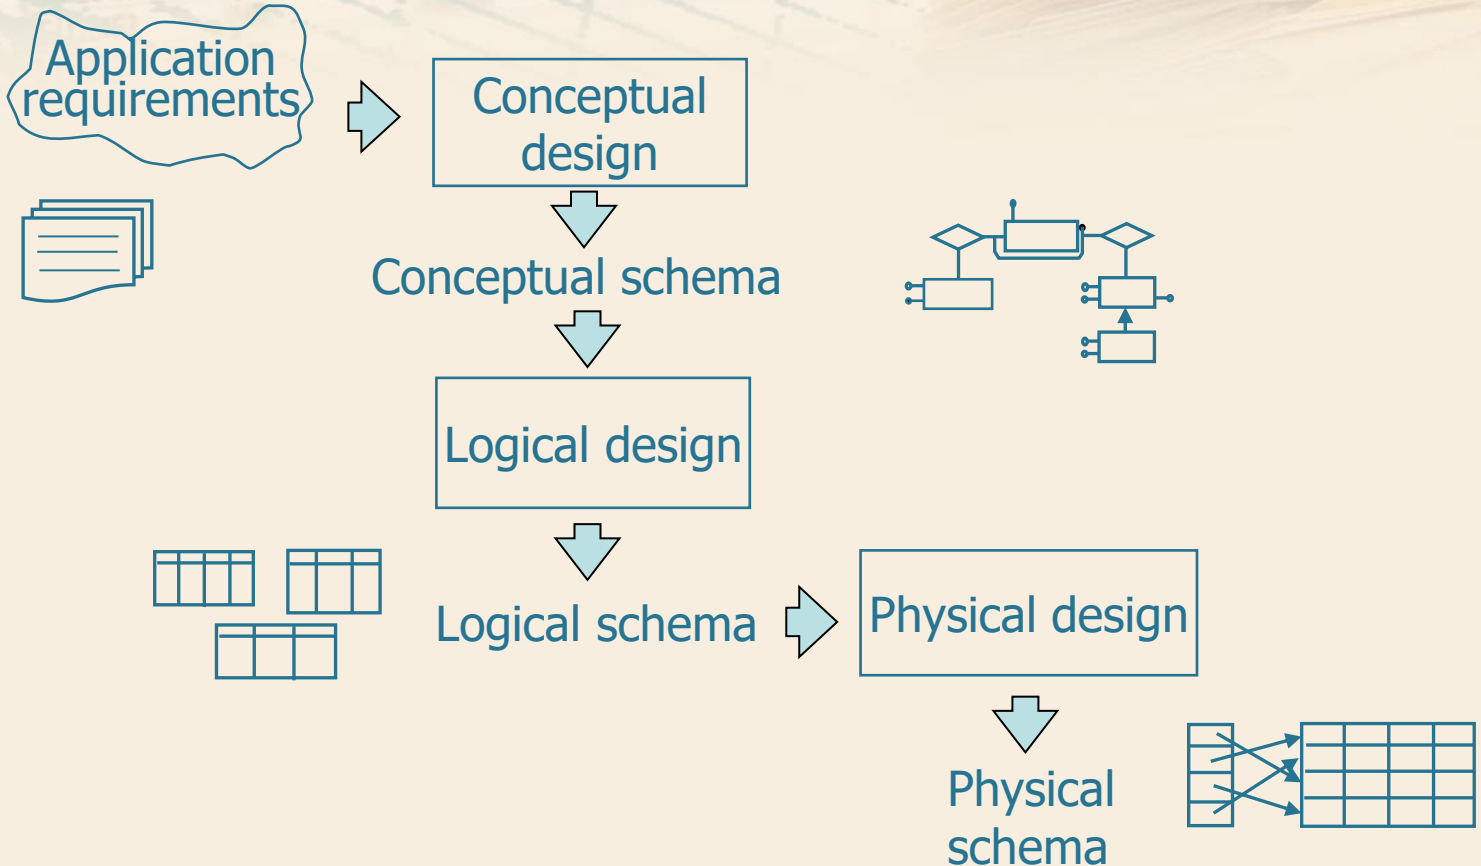 Application
requirements
Conceptual
design
Conceptual schema
Logical design
Logical schema
Physical design
Physical
schema